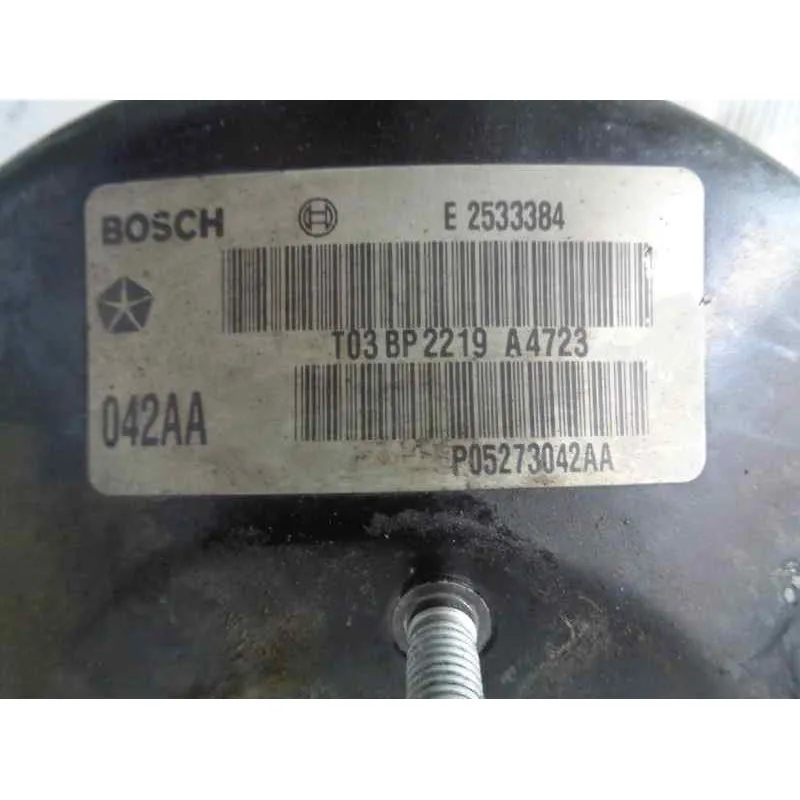 BOSCH E 2533384
T03 BP 2219 A4723
042AA
P05273042AA